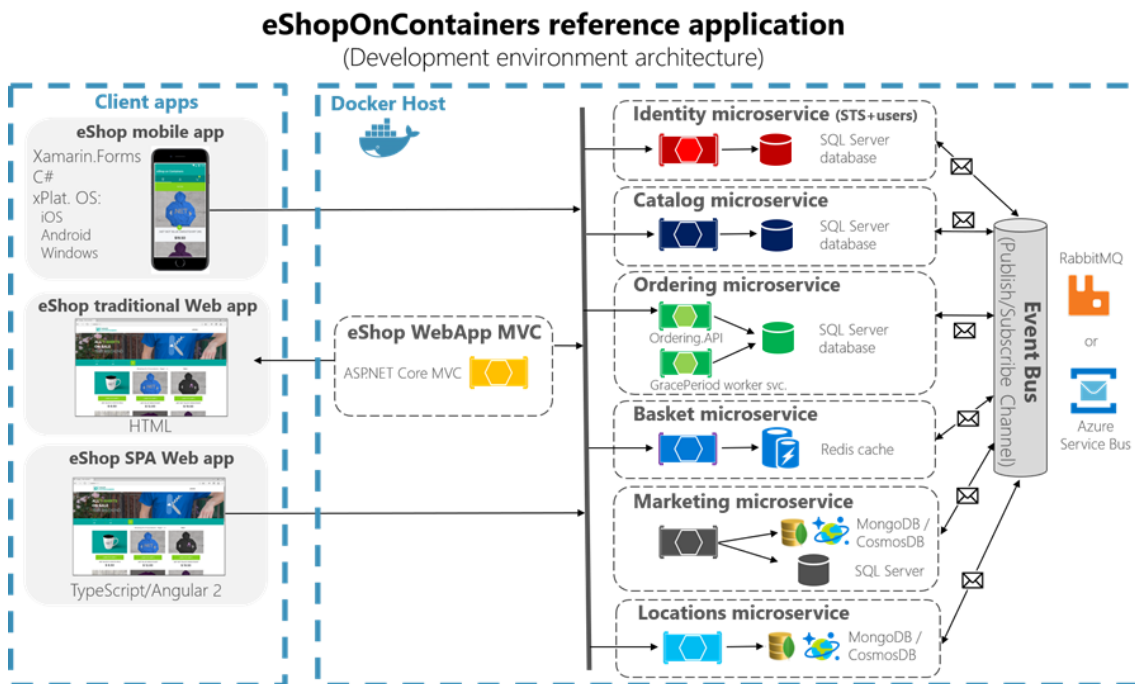 eShopOnContainers reference application
(Development environment architecture)
Client apps
eShop mobile app
Xamarin.Forms
C#
xPlat. OS:
iOS
Android
Windows
eShop traditional Web app
HTML
eShop SPA Web app
TypeScript/Angular 2
Docker Host
eShop WebApp MVC
ASP.NET Core MVC
Identity microservice (STS+users)
SQL Server
database
Catalog microservice
SQL Server
database
Ordering microservice
Ordering.API
SQL Server
database
GracePeriod worker svc.
Basket microservice
Redis cache
Marketing microservice
MongoDB /
CosmosDB
SQL Server
Locations microservice
MongoDB /
CosmosDB
Event Bus
(Publish/Subscribe Channel)
RabbitMQ
or
Azure
Service Bus